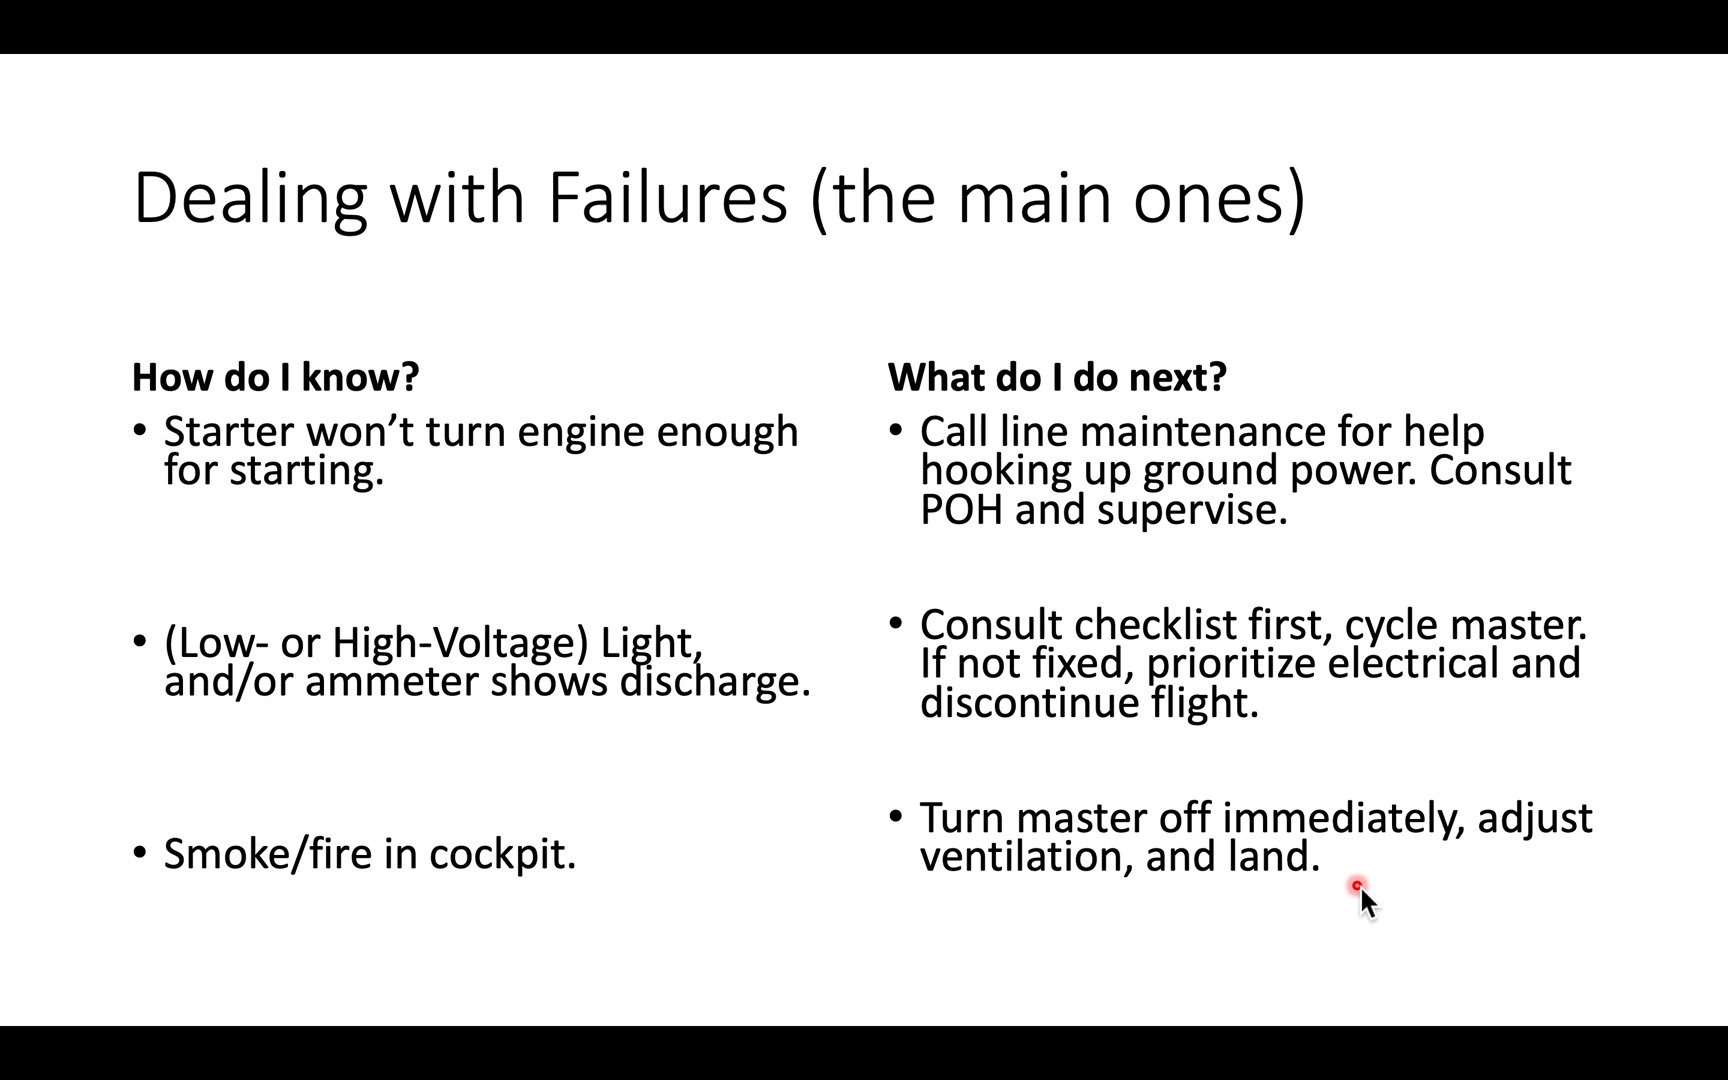 Dealing with Failures (the main ones)
How do I know?
• Starter won’t turn engine enough
for starting.
• (Low- or High-Voltage) Light,
and/or ammeter shows discharge.
• Smoke/fire in cockpit.
What do I do next?
• Call line maintenance for help
hooking up ground power. Consult
POH and supervise.
• Consult checklist first, cycle master.
If not fixed, prioritize electrical and
discontinue flight.
• Turn master off immediately, adjust
ventilation, and land.